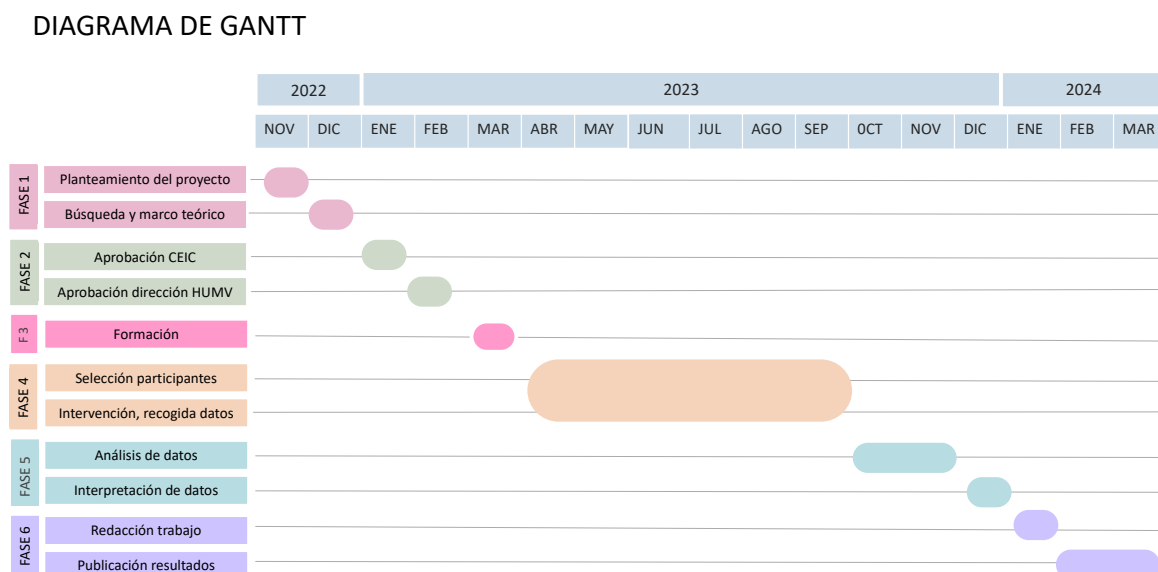 DIAGRAMA DE GANTT
2022 2023 2024
NOV DIC ENE FEB MAR ABR MAY JUN JUL AGO SEP 0CT NOV DIC ENE FEB MAR
FASE 1
Planteamiento del proyecto
Búsqueda y marco teórico
FASE 2
Aprobación CEIC
Aprobación dirección HUMV
F 3
Formación
FASE 4
Selección participantes
Intervención, recogida datos
FASE 5
Análisis de datos
Interpretación de datos
FASE 6
Redacción trabajo
Publicación resultados